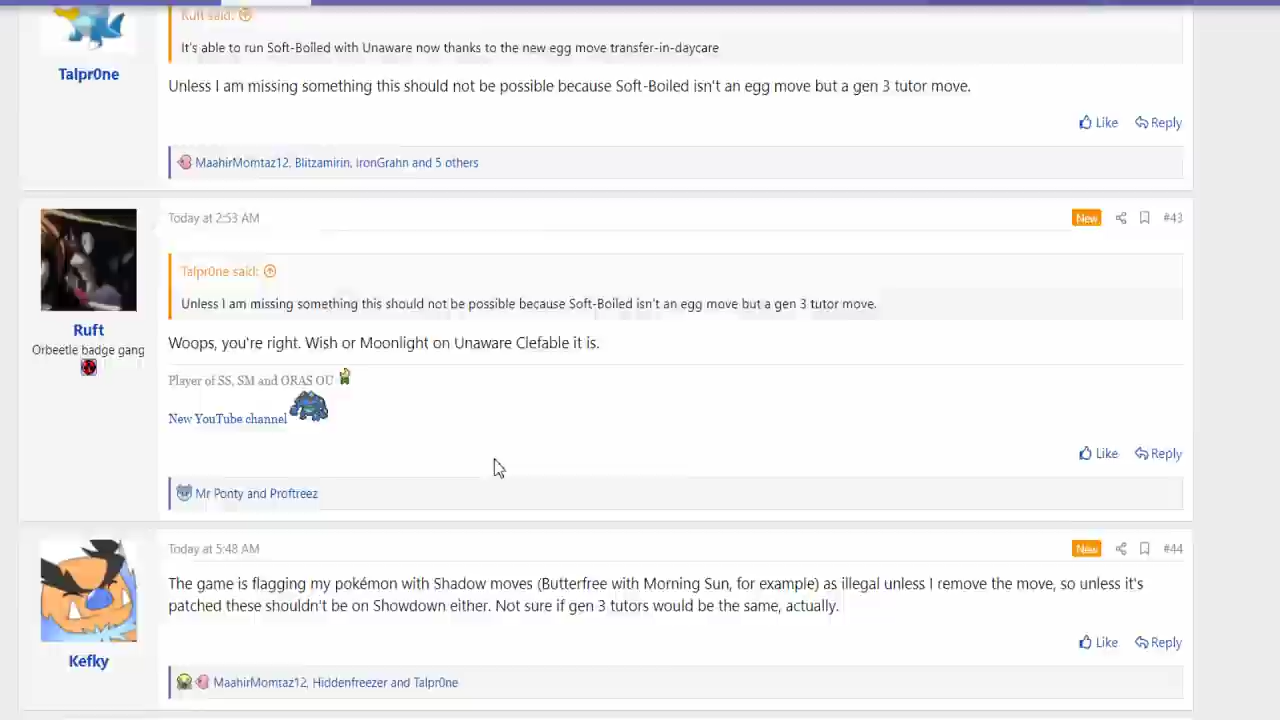 Ruft said:
It's able to run Soft-Boiled with Unaware now thanks to the new egg move transfer-in-daycare
Talpr0ne
Unless I am missing something this should not be possible because Soft-Boiled isn't an egg move but a gen 3 tutor move.
Like Reply
MaahirMomtaz12, Blitzamirin, IronGrahn and 5 others
Today at 2:53 AM New #43
Talpr0ne said:
Unless I am missing something this should not be possible because Soft-Boiled isn't an egg move but a gen 3 tutor move.
Ruft
Orbeetle badge gang
Woops, you're right. Wish or Moonlight on Unaware Clefable it is.
Player of SS, SM and ORAS OU
New YouTube channel
Like Reply
Mr Ponty and Proftreez
Today at 5:48 AM New #44
The game is flagging my pokémon with Shadow moves (Butterfree with Morning Sun, for example) as illegal unless I remove the move, so unless it's
patched these shouldn't be on Showdown either. Not sure if gen 3 tutors would be the same, actually.
Kefky
Like Reply
MaahirMomtaz12, Hiddenfreezer and Talpr0ne